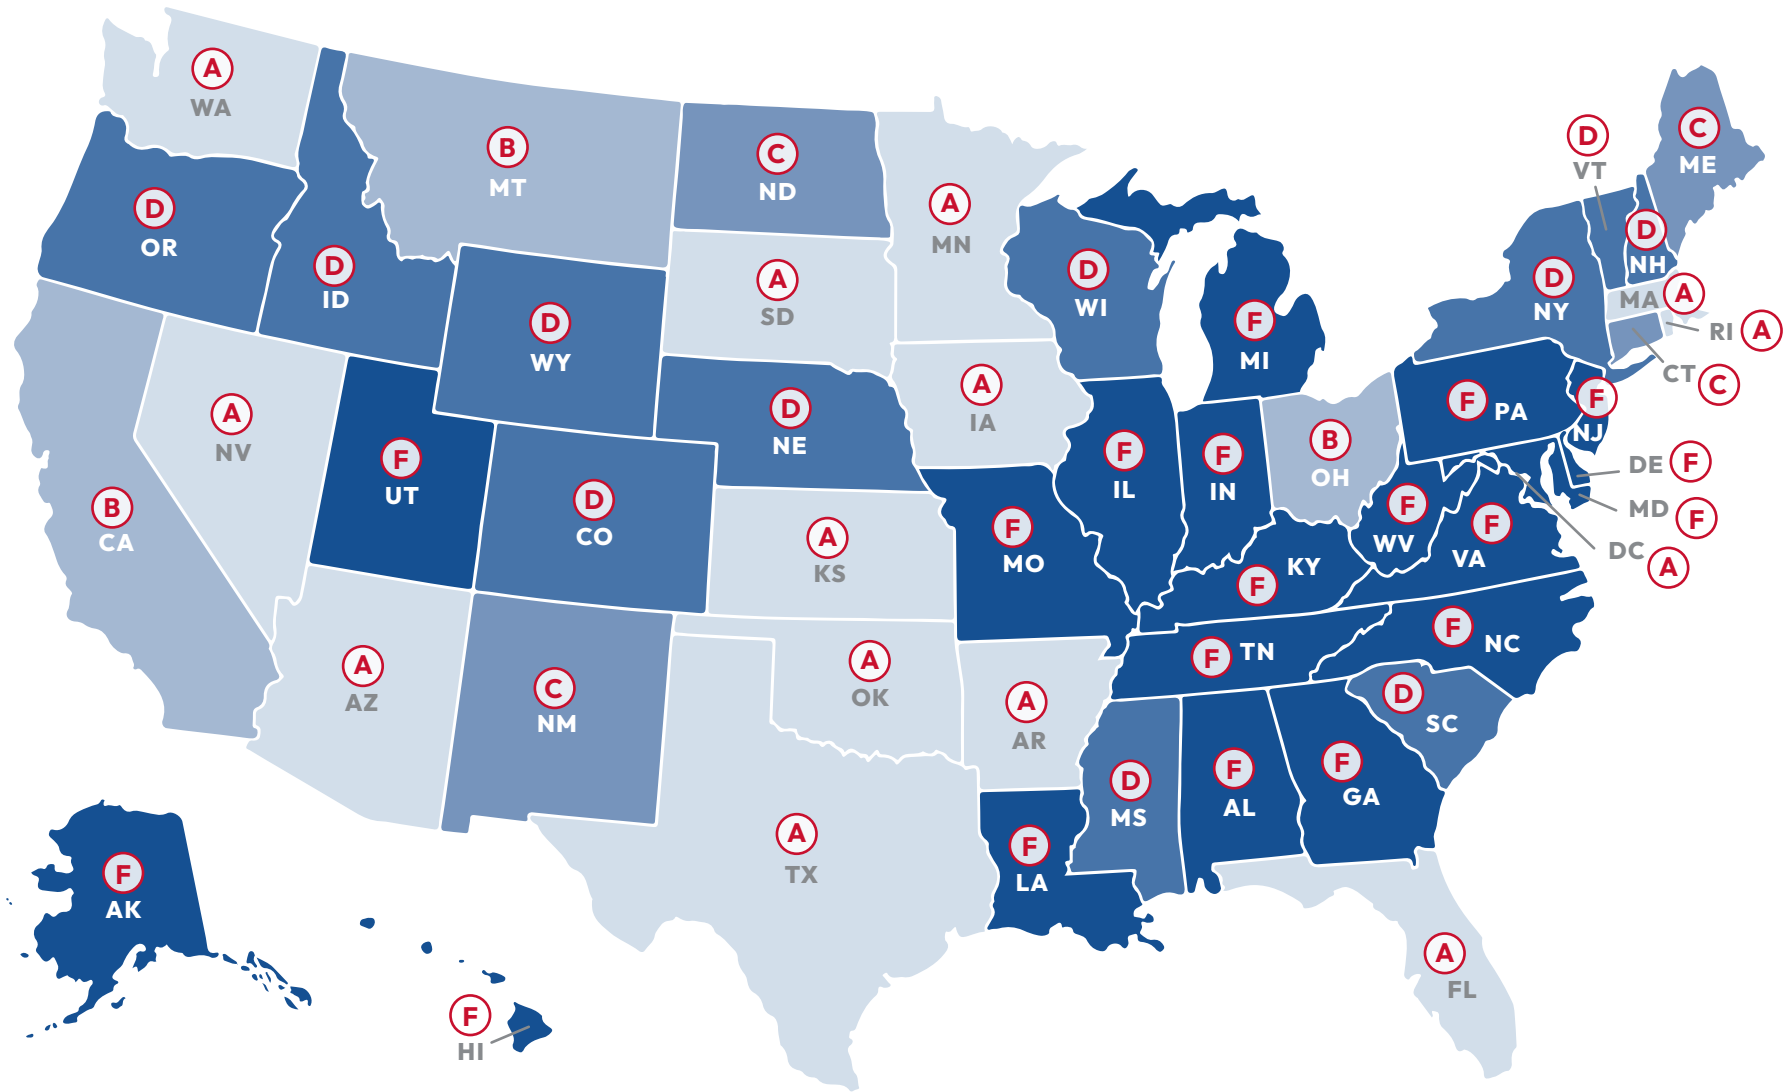 A
WA
D
OR
D
ID
B
MT
C
ND
A
MN
A
SD
D
WI
D
WY
F
MI
C
ME
D
VT
D
NH
D
NY
MA A
RI A
CT C
B
CA
A
NV
F
UT
D
CO
D
NE
A
IA
A
KS
F
MO
F
IL
F
IN
B
OH
F PA
F
NJ
DE F
MD F
DC A
F
WV
F
VA
KY
F
F TN
F NC
D
SC
A
AZ
C
NM
A
OK
A
AR
A
TX
F
LA
D
MS
F
AL
F
GA
A
FL
F
AK
F
HI